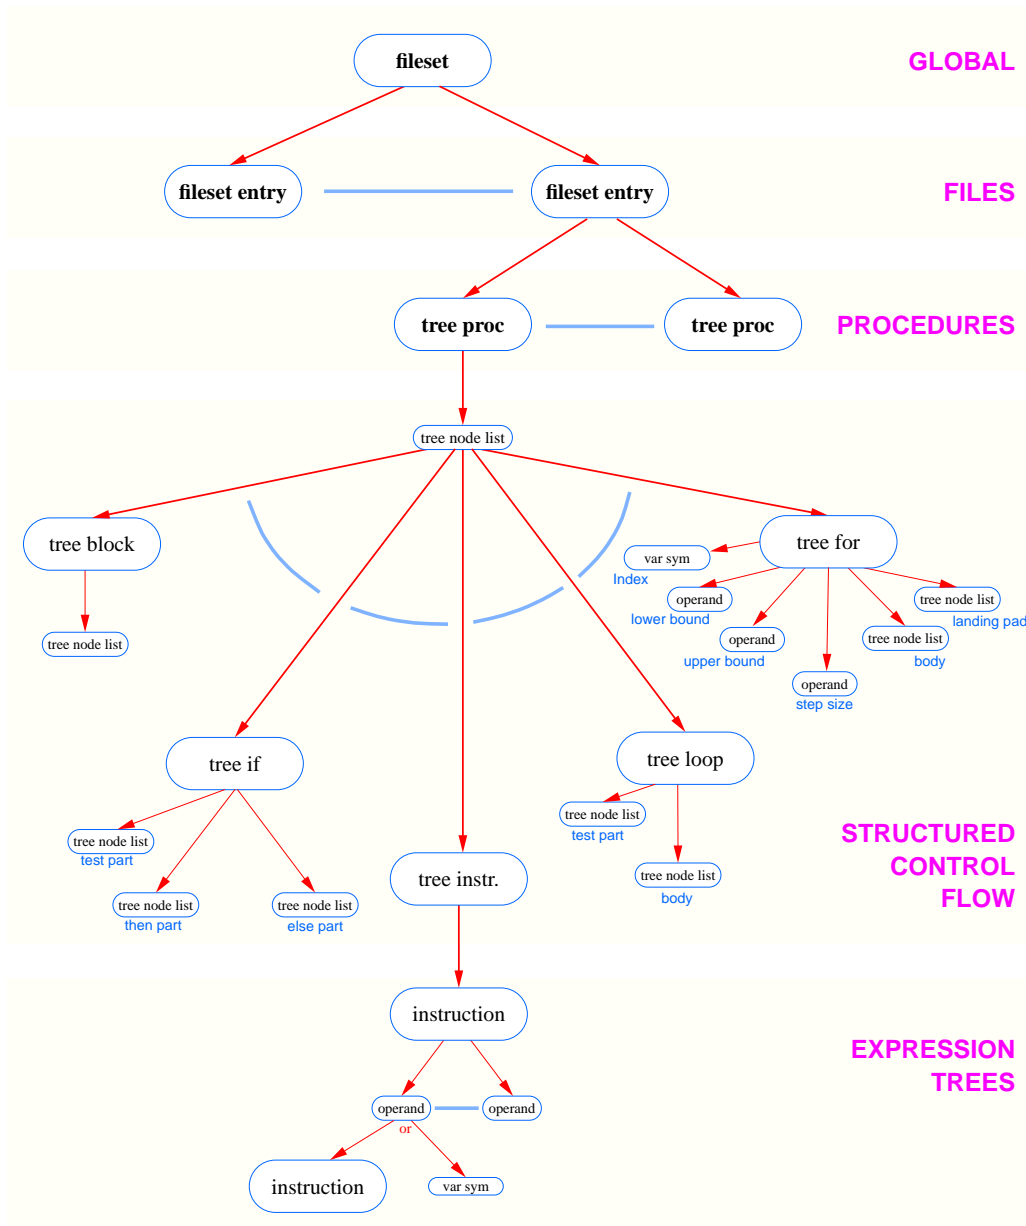 fileset
GLOBAL
fileset entry
fileset entry
FILES
tree proc
tree proc
PROCEDURES
tree node list
tree block
tree for
var sym
Index
operand
lower bound
tree node list
landing pad
operand
upper bound
tree node list
body
tree node list
operand
step size
tree if
tree loop
tree node list
test part
tree node list
test part
STRUCTURED
CONTROL
FLOW
tree instr.
tree node list
body
tree node list
then part
tree node list
else part
instruction
EXPRESSION
TREES
operand
operand
or
instruction
var sym